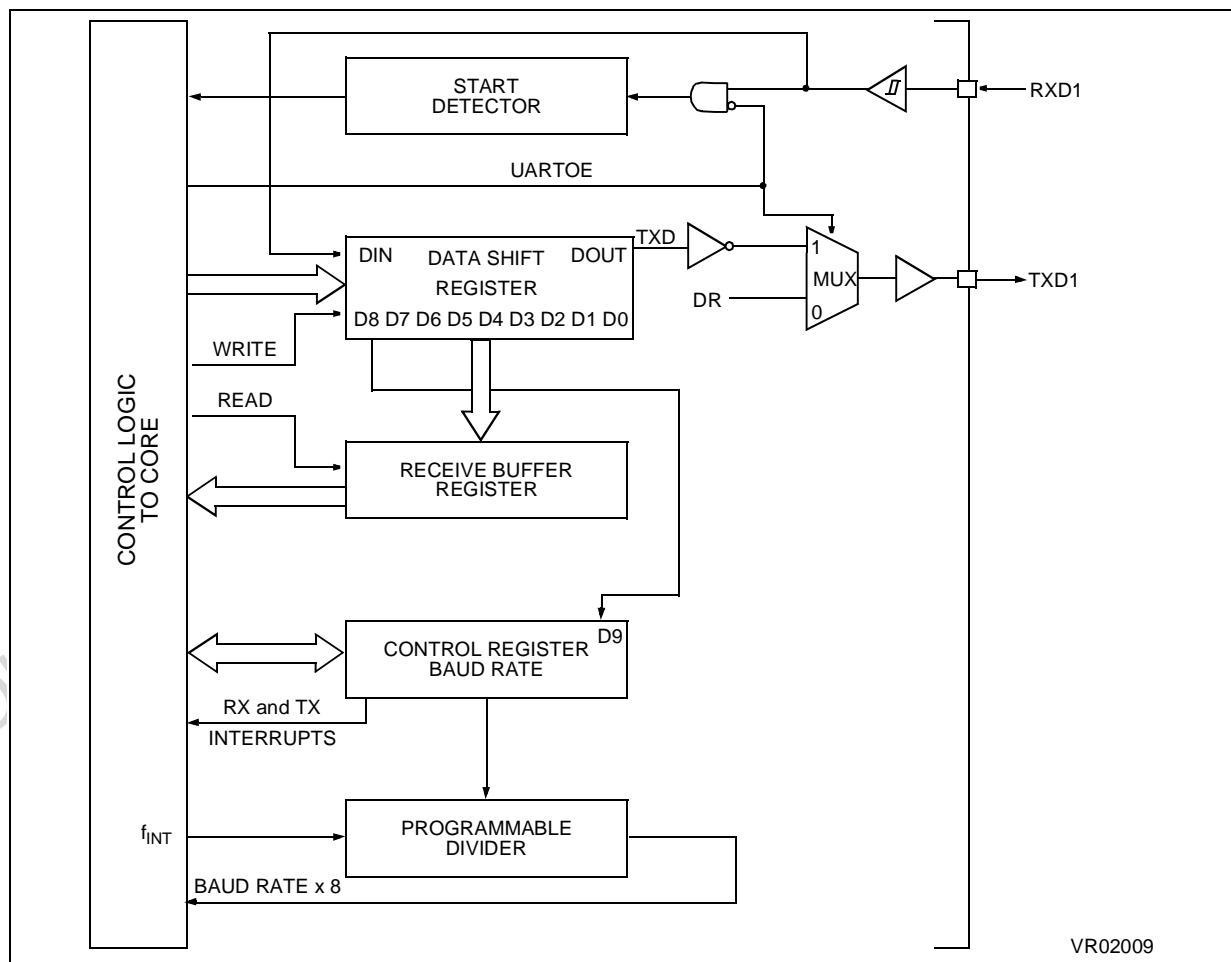 START
DETECTOR
RXD1
UARTOE
TXD
DIN DATA SHIFT DOUT
REGISTER
D8 D7 D6 D5 D4 D3 D2 D1 D0
1
MUX
0
DR
TXD1
WRITE
READ
CONTROL LOGIC
TO CORE
RECEIVE BUFFER
REGISTER
D9
CONTROL REGISTER
BAUD RATE
RX and TX
INTERRUPTS
fINT
PROGRAMMABLE
DIVIDER
BAUD RATE x 8
VR02009